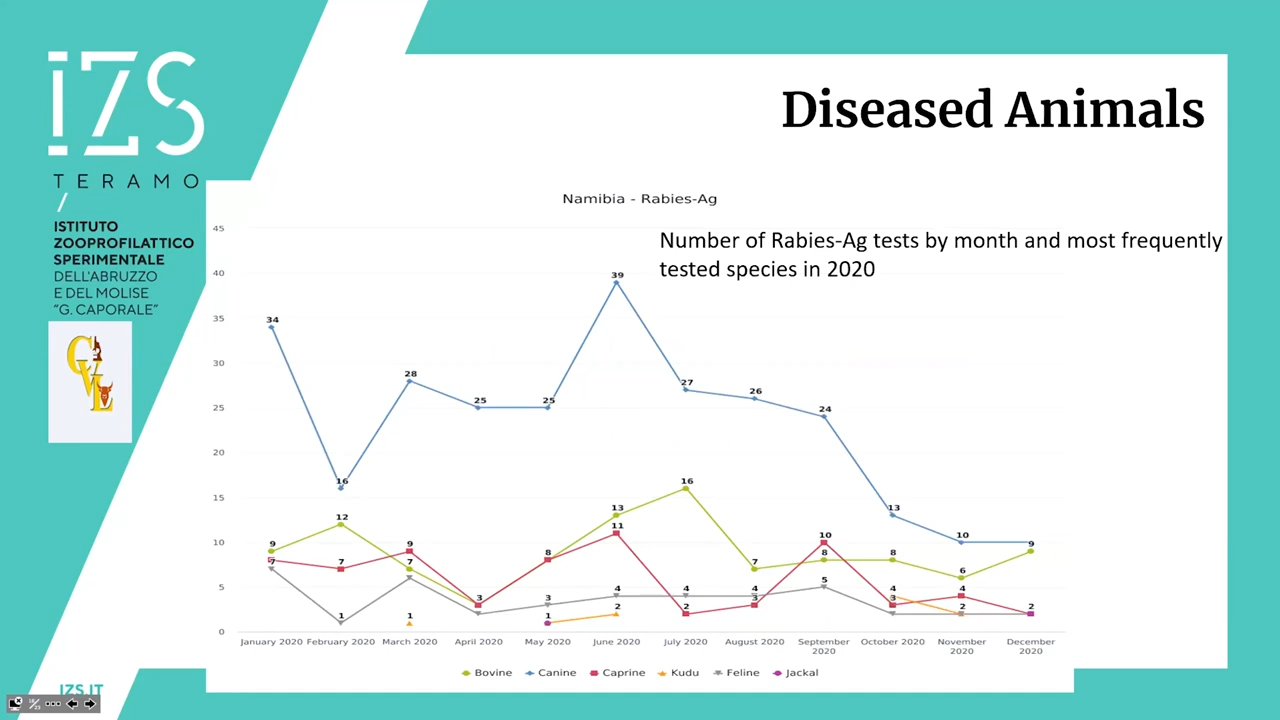 iZS
TERAMO
/
ISTITUTO
ZOOPROFILATTICO
SPERIMENTALE
DELL'ABRUZZO
E DEL MOLISE
"G. CAPORALE"
CVL
Diseased Animals
Namibia - Rabies-Ag
Number of Rabies-Ag tests by month and most frequently
tested species in 2020
45
40
35
30
25
20
15
10
5
0
34 16 28 25 25 39 27 26 24 13 10
9 12 7 3 8 13 16 7 8 8 6 9
7 9 11 2 3 10 3 4 2
7 1 3 4 4 4 5 2
1 2 4
1
January 2020 February 2020 March 2020 April 2020 May 2020 June 2020 July 2020 August 2020 September 2020 October 2020 November 2020 December 2020
Bovine Canine Caprine Kudu Feline Jackal
IZS.IT